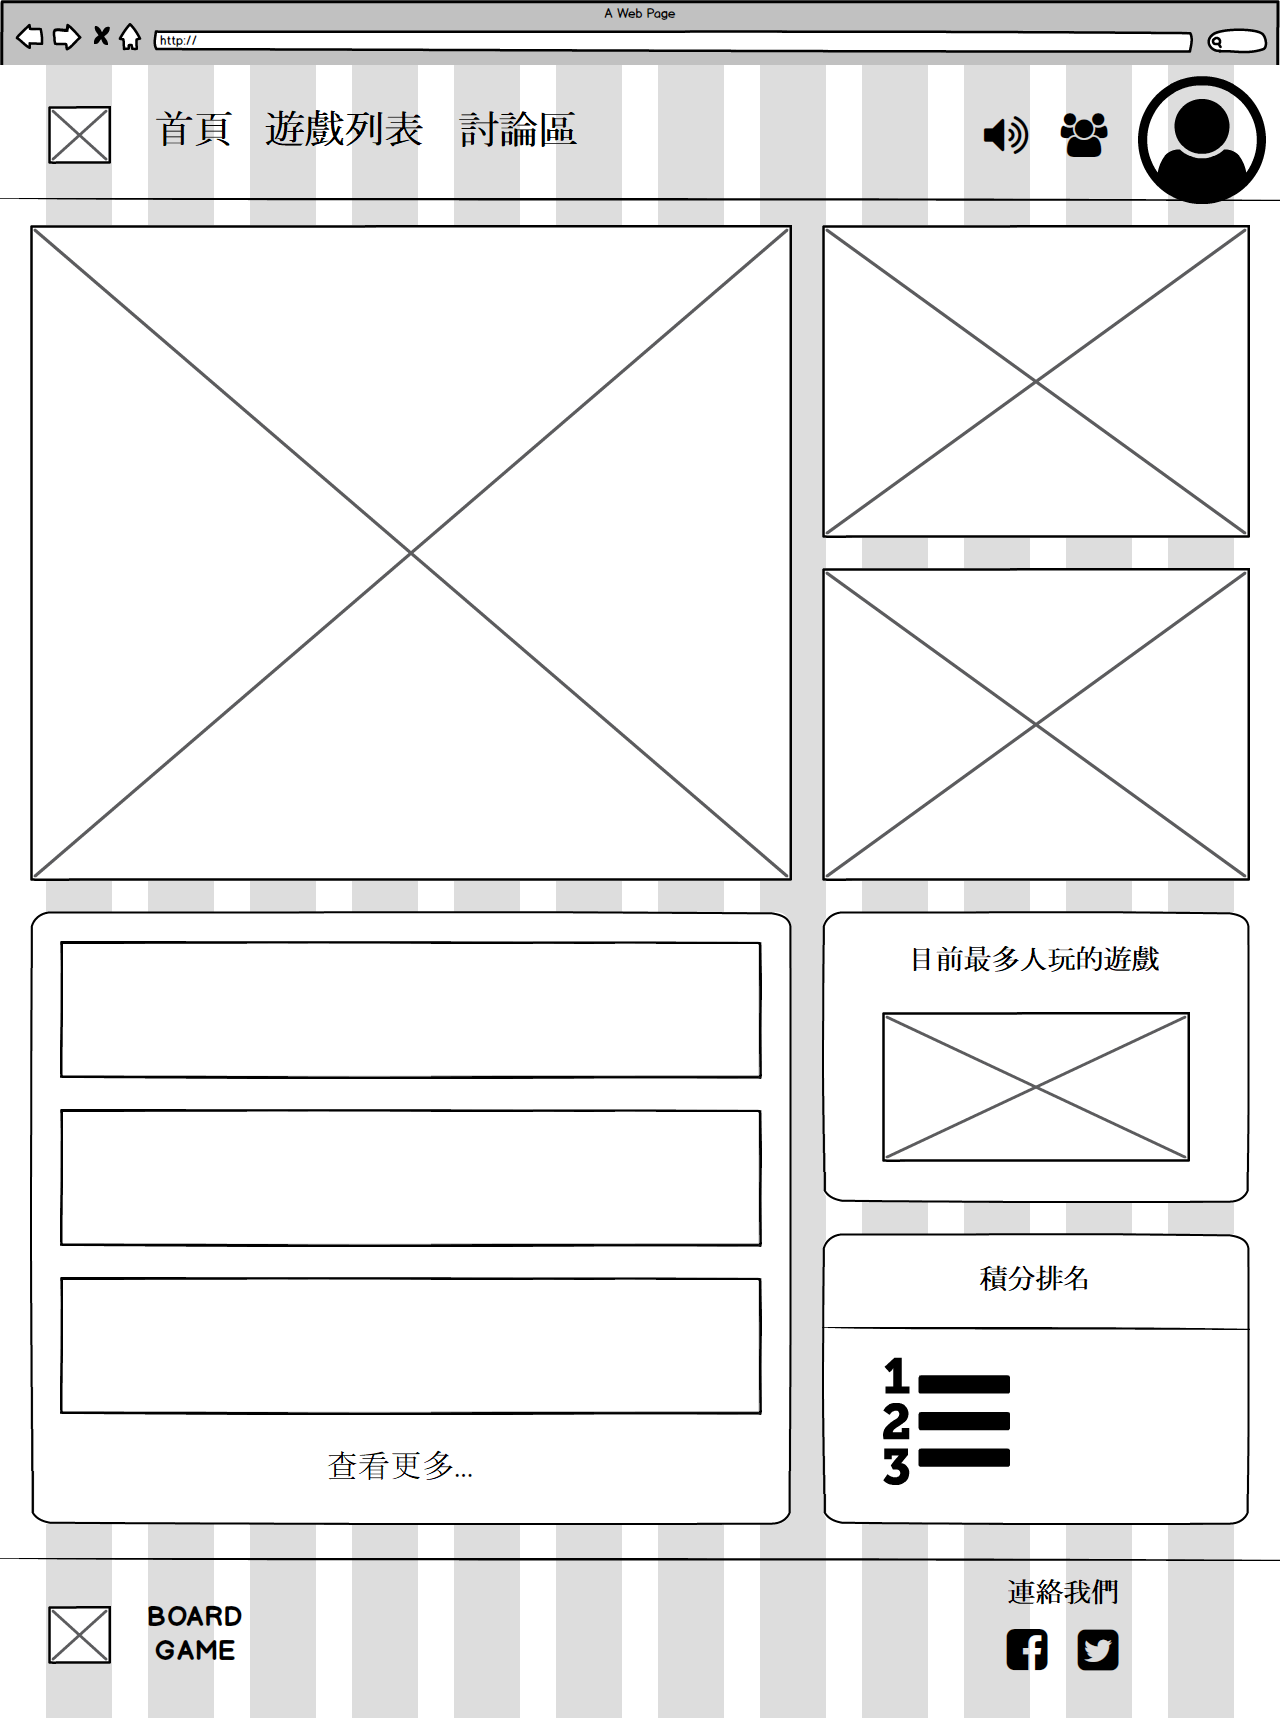 A Web Page
http://
首頁 遊戲列表 討論區
目前最多人玩的遊戲
積分排名
1
2
3
查看更多...
BOARD
GAME
連絡我們